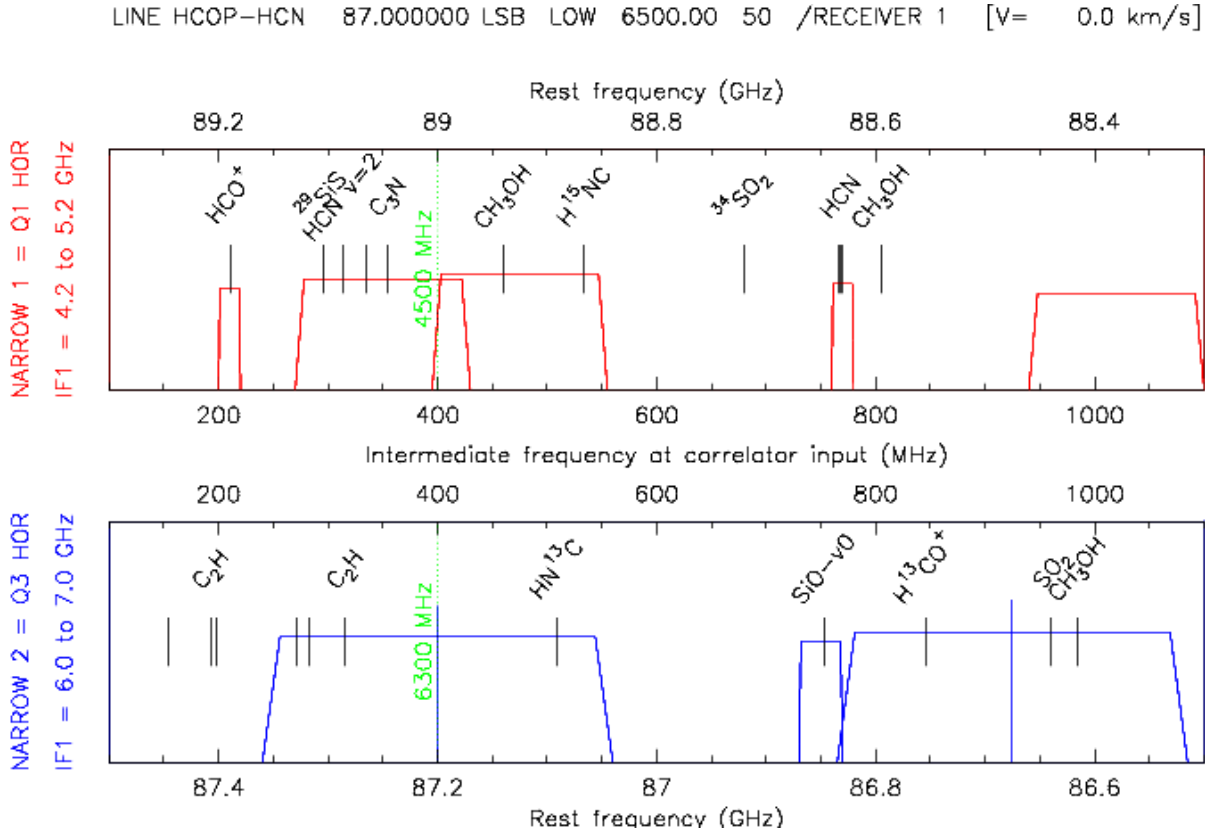 LINE HCOP-HCN 87.000000 LSB LOW 6500.00 50 /RECEIVER 1 [V= 0.0 km/s]
Rest frequency (GHz)
89.2 89 88.8 88.6 88.4
NARROW 1 = Q1 HOR
IF1 = 4.2 to 5.2 GHz
HCO⁺
²⁹SiS
HCN v=2
C₃N
4500 MHz
CH₃OH
H¹⁵NC
³⁴SO₂
HCN
CH₃OH
200 400 600 800 1000
Intermediate frequency at correlator input (MHz)
200 400 600 800 1000
NARROW 2 = Q3 HOR
IF1 = 6.0 to 7.0 GHz
C₂H
C₂H
6300 MHz
HN¹³C
SiO-v0
H¹³CO⁺
SO₂
CH₃OH
87.4 87.2 87 86.8 86.6
Rest frequency (GHz)